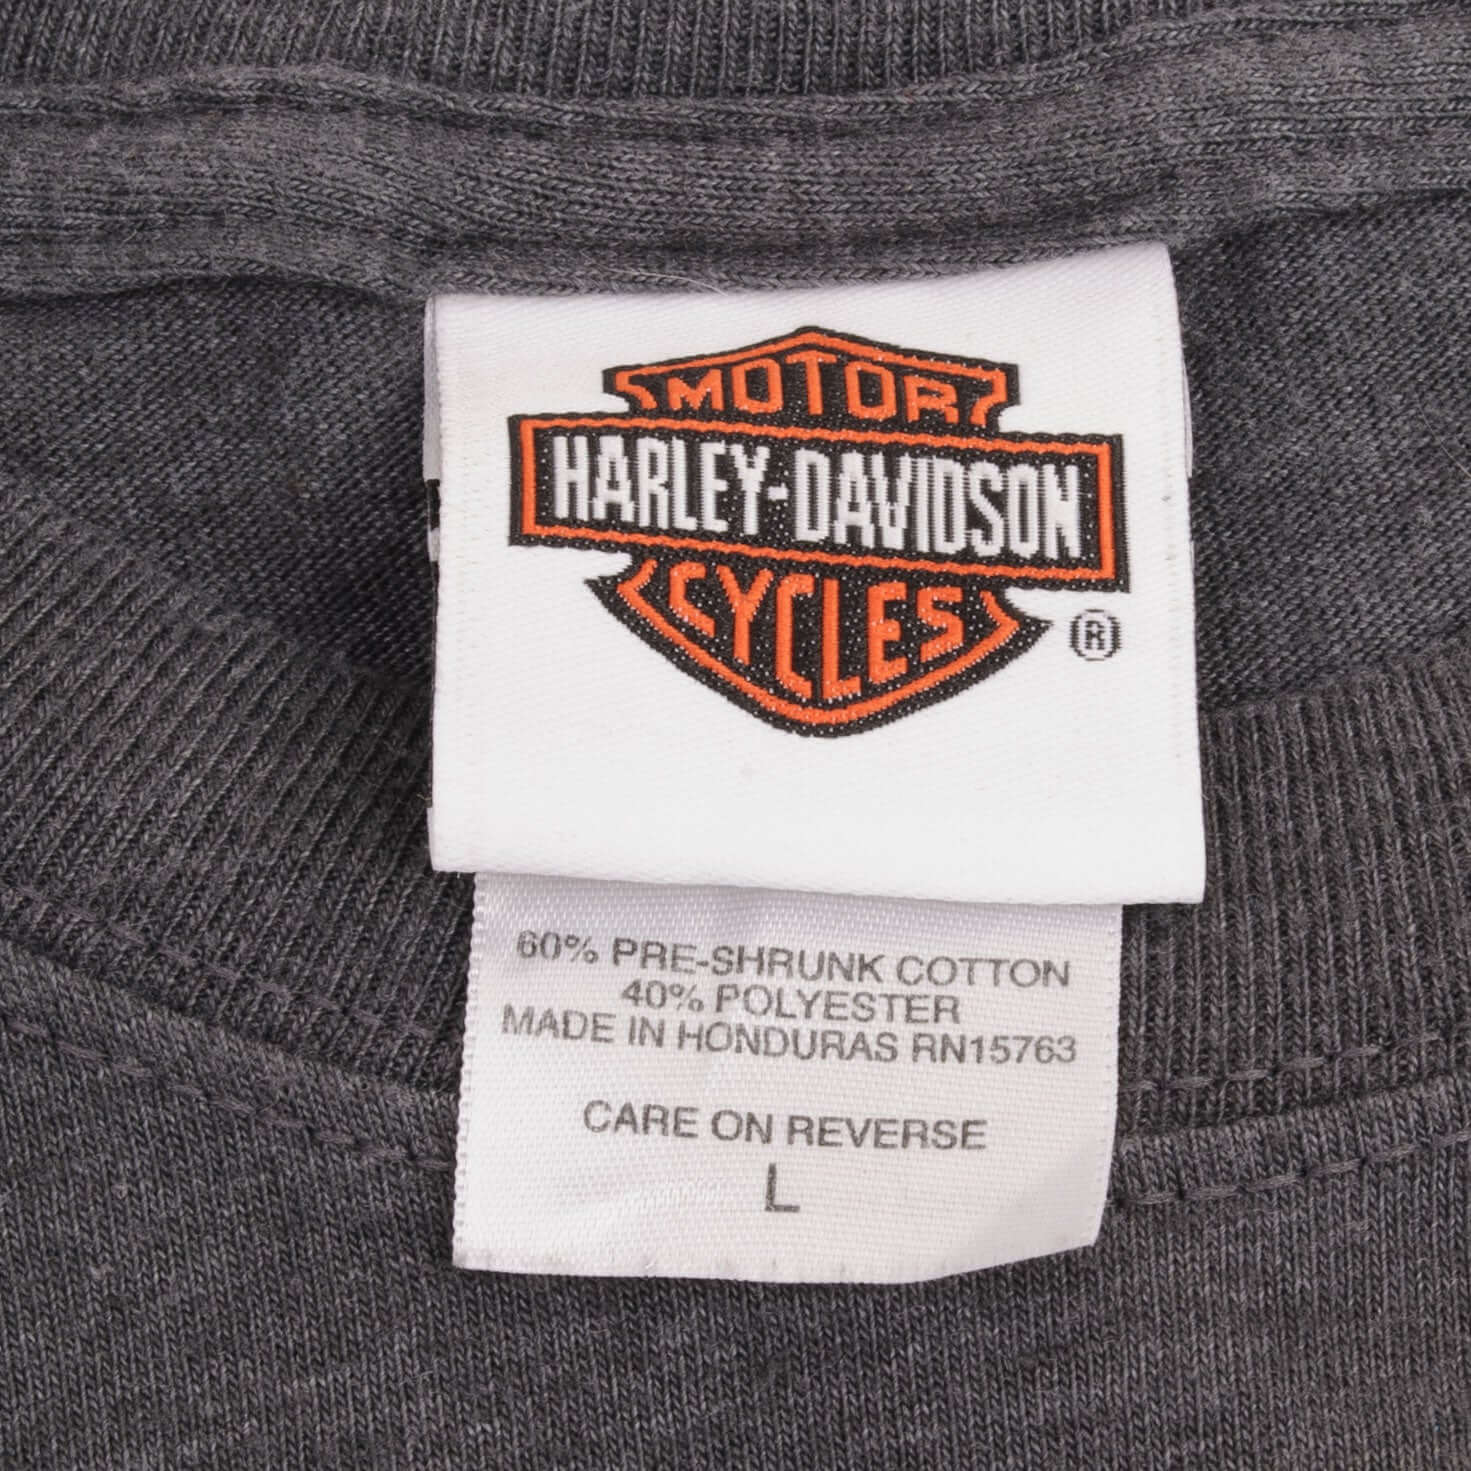 MOTOR
HARLEY-DAVIDSON
CYCLES
®
60% PRE-SHRUNK COTTON
40% POLYESTER
MADE IN HONDURAS RN15763
CARE ON REVERSE
L